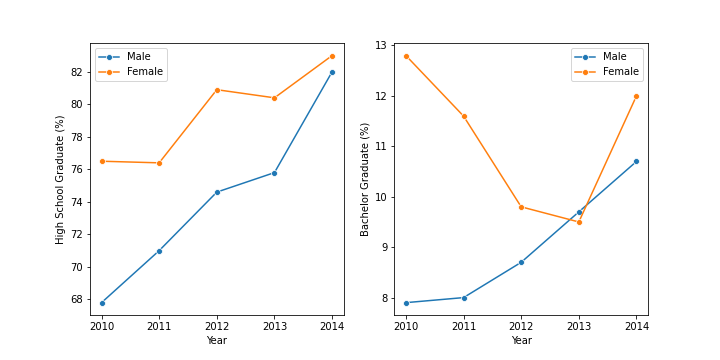 Male
Female
82
80
78
76
74
72
70
68
High School Graduate (%)
2010 2011 2012 2013 2014
Year
Male
Female
13
12
11
10
9
8
Bachelor Graduate (%)
2010 2011 2012 2013 2014
Year